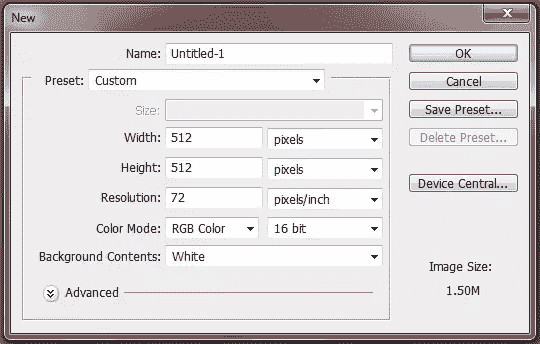 New
Name: Untitled-1
OK
Preset: Custom
Cancel
Size:
Save Preset...
Width: 512 pixels
Delete Preset...
Height: 512 pixels
Device Central...
Resolution: 72 pixels/inch
Color Mode: RGB Color 16 bit
Background Contents: White
Image Size:
1.50M
Advanced